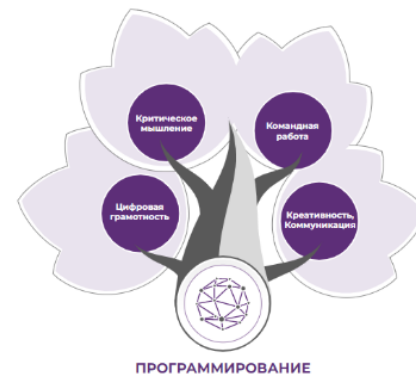 Критическое
мышление
Командная
работа
Цифровая
грамотность
Креативность,
Коммуникация
ПРОГРАММИРОВАНИЕ